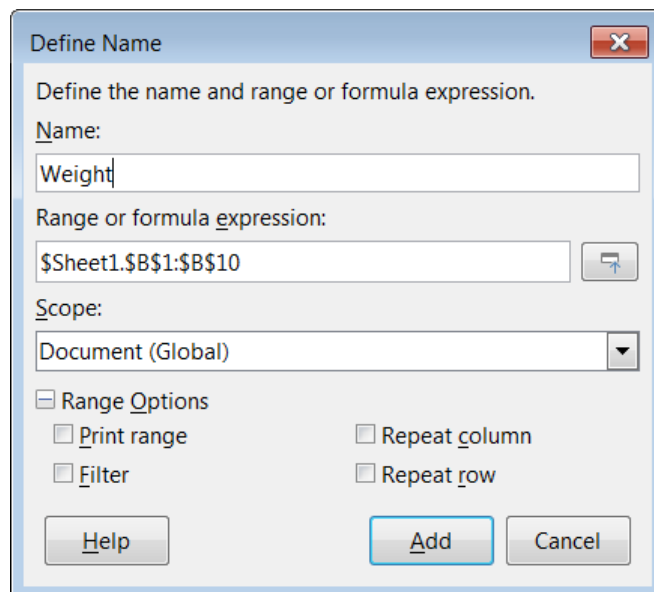 Define Name
Define the name and range or formula expression.
Name:
Weight
Range or formula expression:
$Sheet1.$B$1:$B$10
Scope:
Document (Global)
Range Options
Print range Repeat column
Filter Repeat row
Help Add Cancel